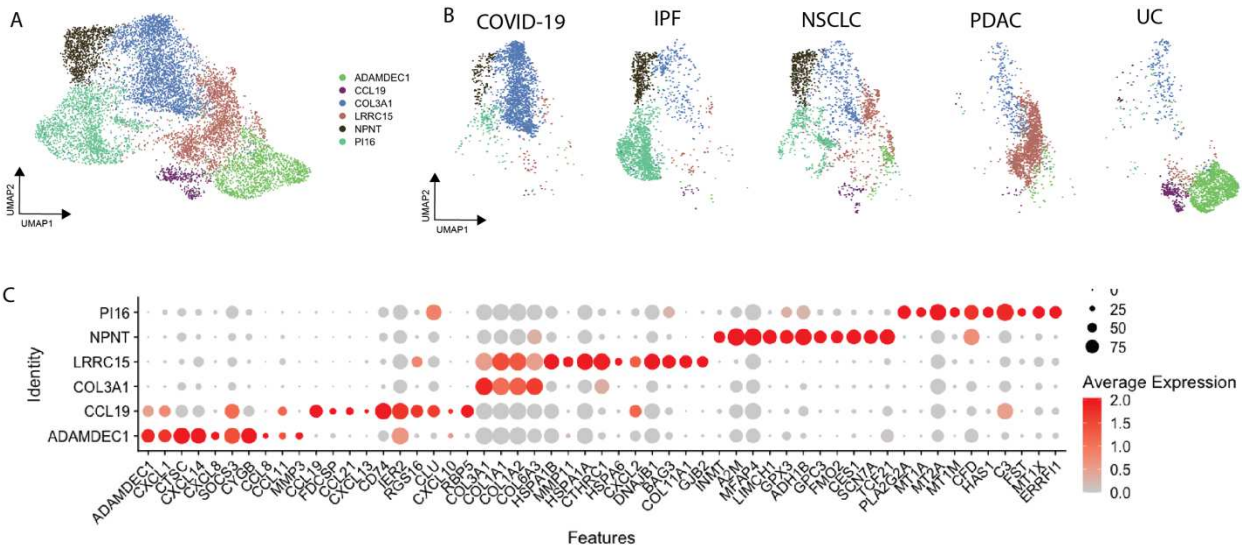 A
ADAMDEC1
CCL19
COL3A1
LRRC15
NPNT
PI16
UMAP2
UMAP1
B
COVID-19
IPF
NSCLC
PDAC
UC
UMAP2
UMAP1
C
Identity
PI16
NPNT
LRRC15
COL3A1
CCL19
ADAMDEC1
ADAMDEC1
CXCL1
CTSC
CXCL14
CXCL8
SOCS3
CYGB
CCL8
CCL11
MMP3
CCL19
FDCSP
CCL21
CXCL13
CD74
IER2
RGS16
CLU
CXCL10
RBP5
COL3A1
COL1A1
COL1A2
COL6A3
HSPA1B
MMP11
HSPA1A
CTHRC1
HSPA6
CXCL2
DNAJB1
BAG3
COL11A1
GJB2
INMT
A2M
MFAP4
LIMCH1
GPX3
ADH1B
GPC3
FMO2
CES1
SCN7A
TCF21
PLA2G2A
MT1A
MT2A
MT1M
CFD
HAS1
C3
FST
MT1X
ERRFI1
Features
0
25
50
75
Average Expression
2.0
1.5
1.0
0.5
0.0